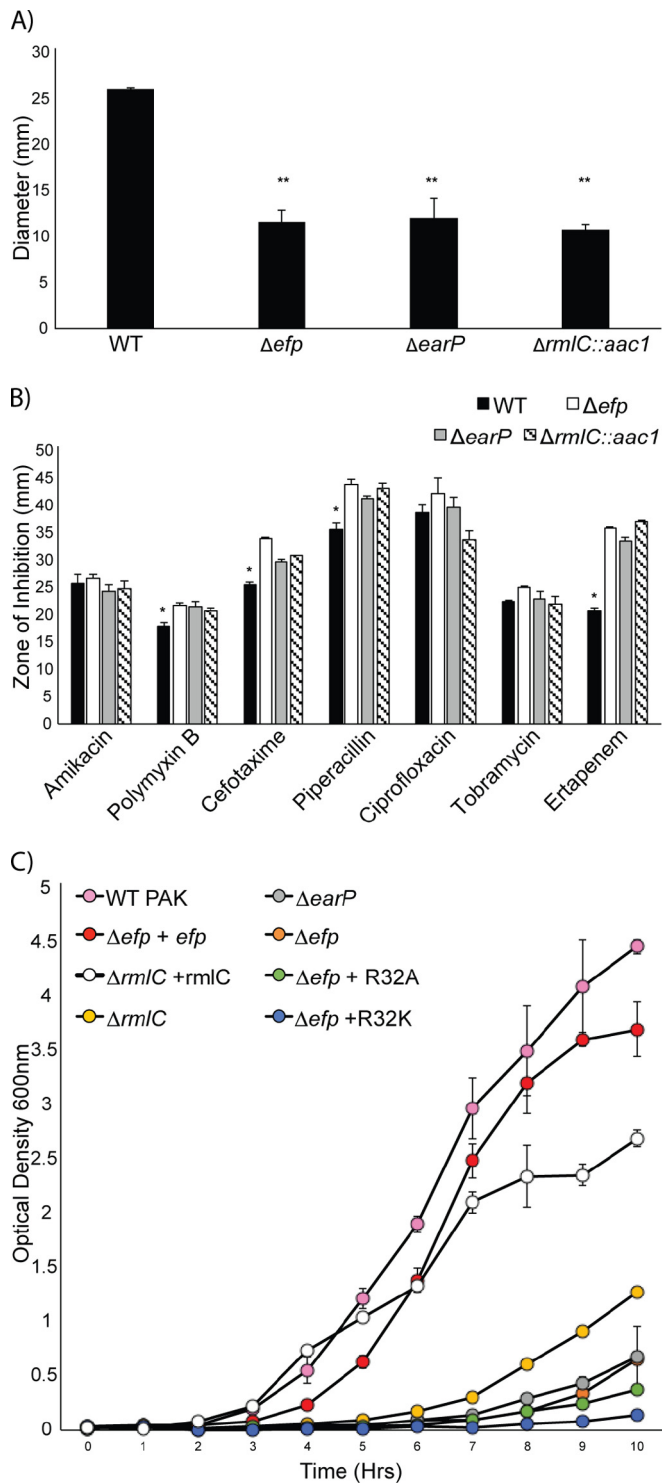 A)
Diameter (mm)
30
25
20
15
10
5
0
** ** **
WT Δefp ΔearP ΔrmlC::aac1
B)
WT Δefp
ΔearP ΔrmlC::aac1
Zone of Inhibition (mm)
50
45
40
35
30
25
20
15
10
5
0
* * * *
Amikacin Polymyxin B Cefotaxime Piperacillin Ciprofloxacin Tobramycin Ertapenem
C)
WT PAK ΔearP
Δefp + efp Δefp
ΔrmlC +rmlC Δefp + R32A
ΔrmlC Δefp +R32K
Optical Density 600nm
5
4.5
4
3.5
3
2.5
2
1.5
1
0.5
0
0 1 2 3 4 5 6 7 8 9 10
Time (Hrs)